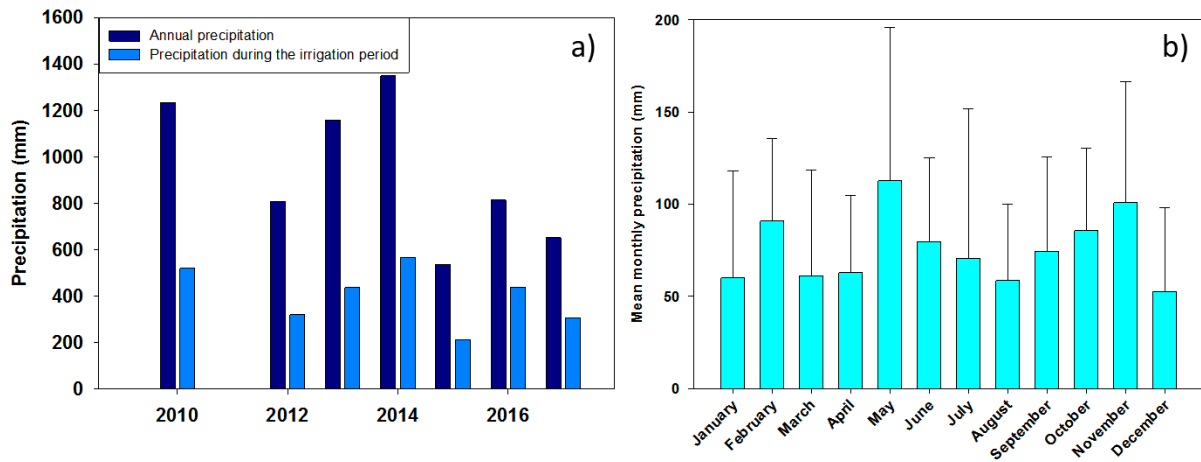 1600
1400
1200
1000
800
600
400
200
0
Precipitation (mm)
Annual precipitation
Precipitation during the irrigation period
a)
2010
2012
2014
2016
200
150
100
50
0
Mean monthly precipitation (mm)
b)
January
February
March
April
May
June
July
August
September
October
November
December